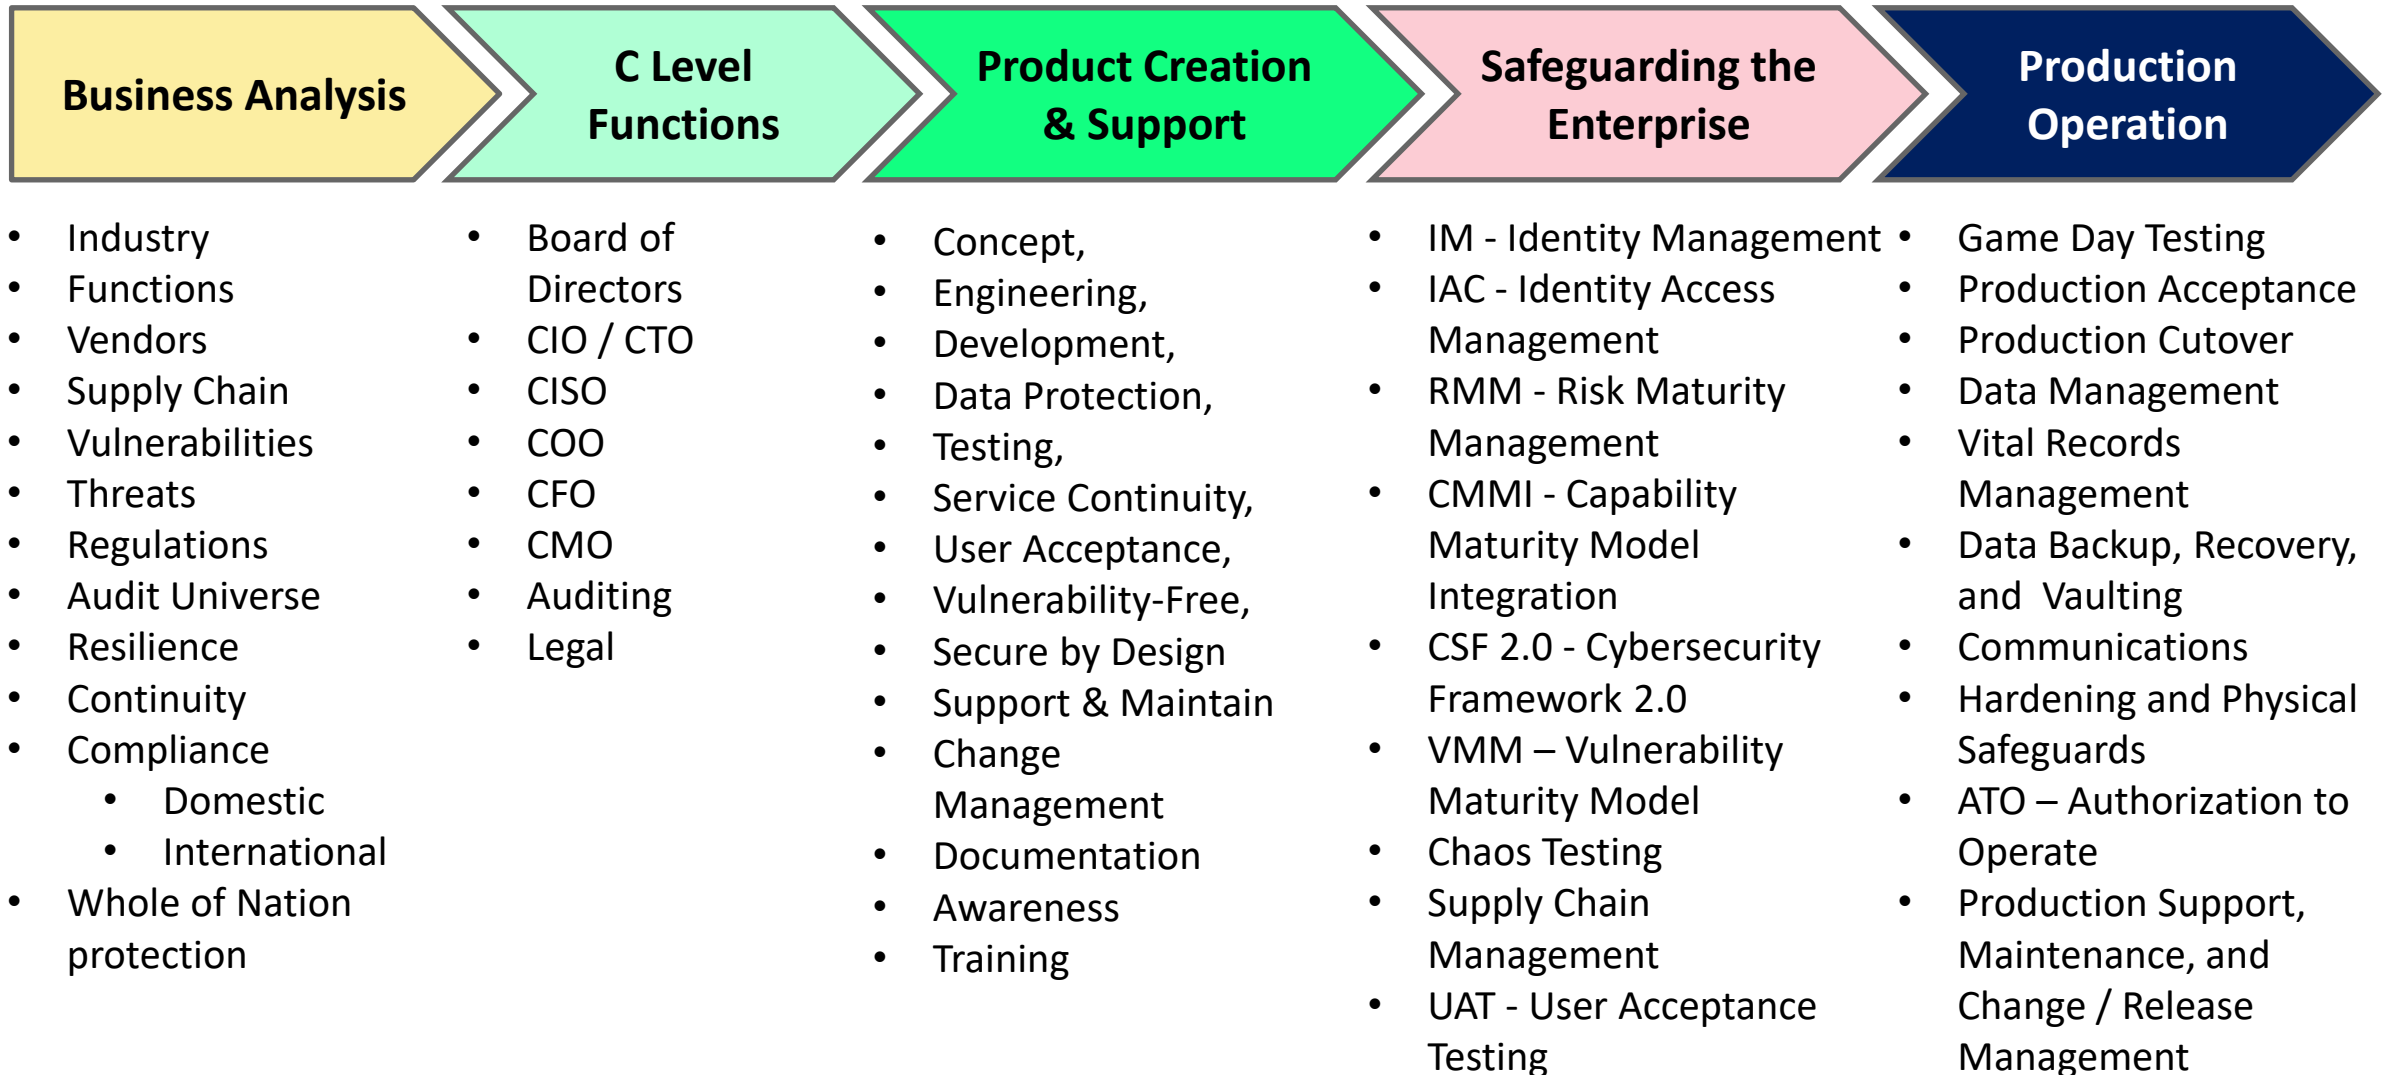 Business Analysis
C Level
Functions
Product Creation
& Support
Safeguarding the
Enterprise
Production
Operation
• Industry
• Functions
• Vendors
• Supply Chain
• Vulnerabilities
• Threats
• Regulations
• Audit Universe
• Resilience
• Continuity
• Compliance
• Domestic
• International
• Whole of Nation
protection
• Board of
Directors
• CIO / CTO
• CISO
• COO
• CFO
• CMO
• Auditing
• Legal
• Concept,
• Engineering,
• Development,
• Data Protection,
• Testing,
• Service Continuity,
• User Acceptance,
• Vulnerability-Free,
• Secure by Design
• Support & Maintain
• Change
Management
• Documentation
• Awareness
• Training
• IM - Identity Management
• IAC - Identity Access
Management
• RMM - Risk Maturity
Management
• CMMI - Capability
Maturity Model
Integration
• CSF 2.0 - Cybersecurity
Framework 2.0
• VMM – Vulnerability
Maturity Model
• Chaos Testing
• Supply Chain
Management
• UAT - User Acceptance
Testing
• Game Day Testing
• Production Acceptance
• Production Cutover
• Data Management
• Vital Records
Management
• Data Backup, Recovery,
and  Vaulting
• Communications
• Hardening and Physical
Safeguards
• ATO – Authorization to
Operate
• Production Support,
Maintenance, and
Change / Release
Management